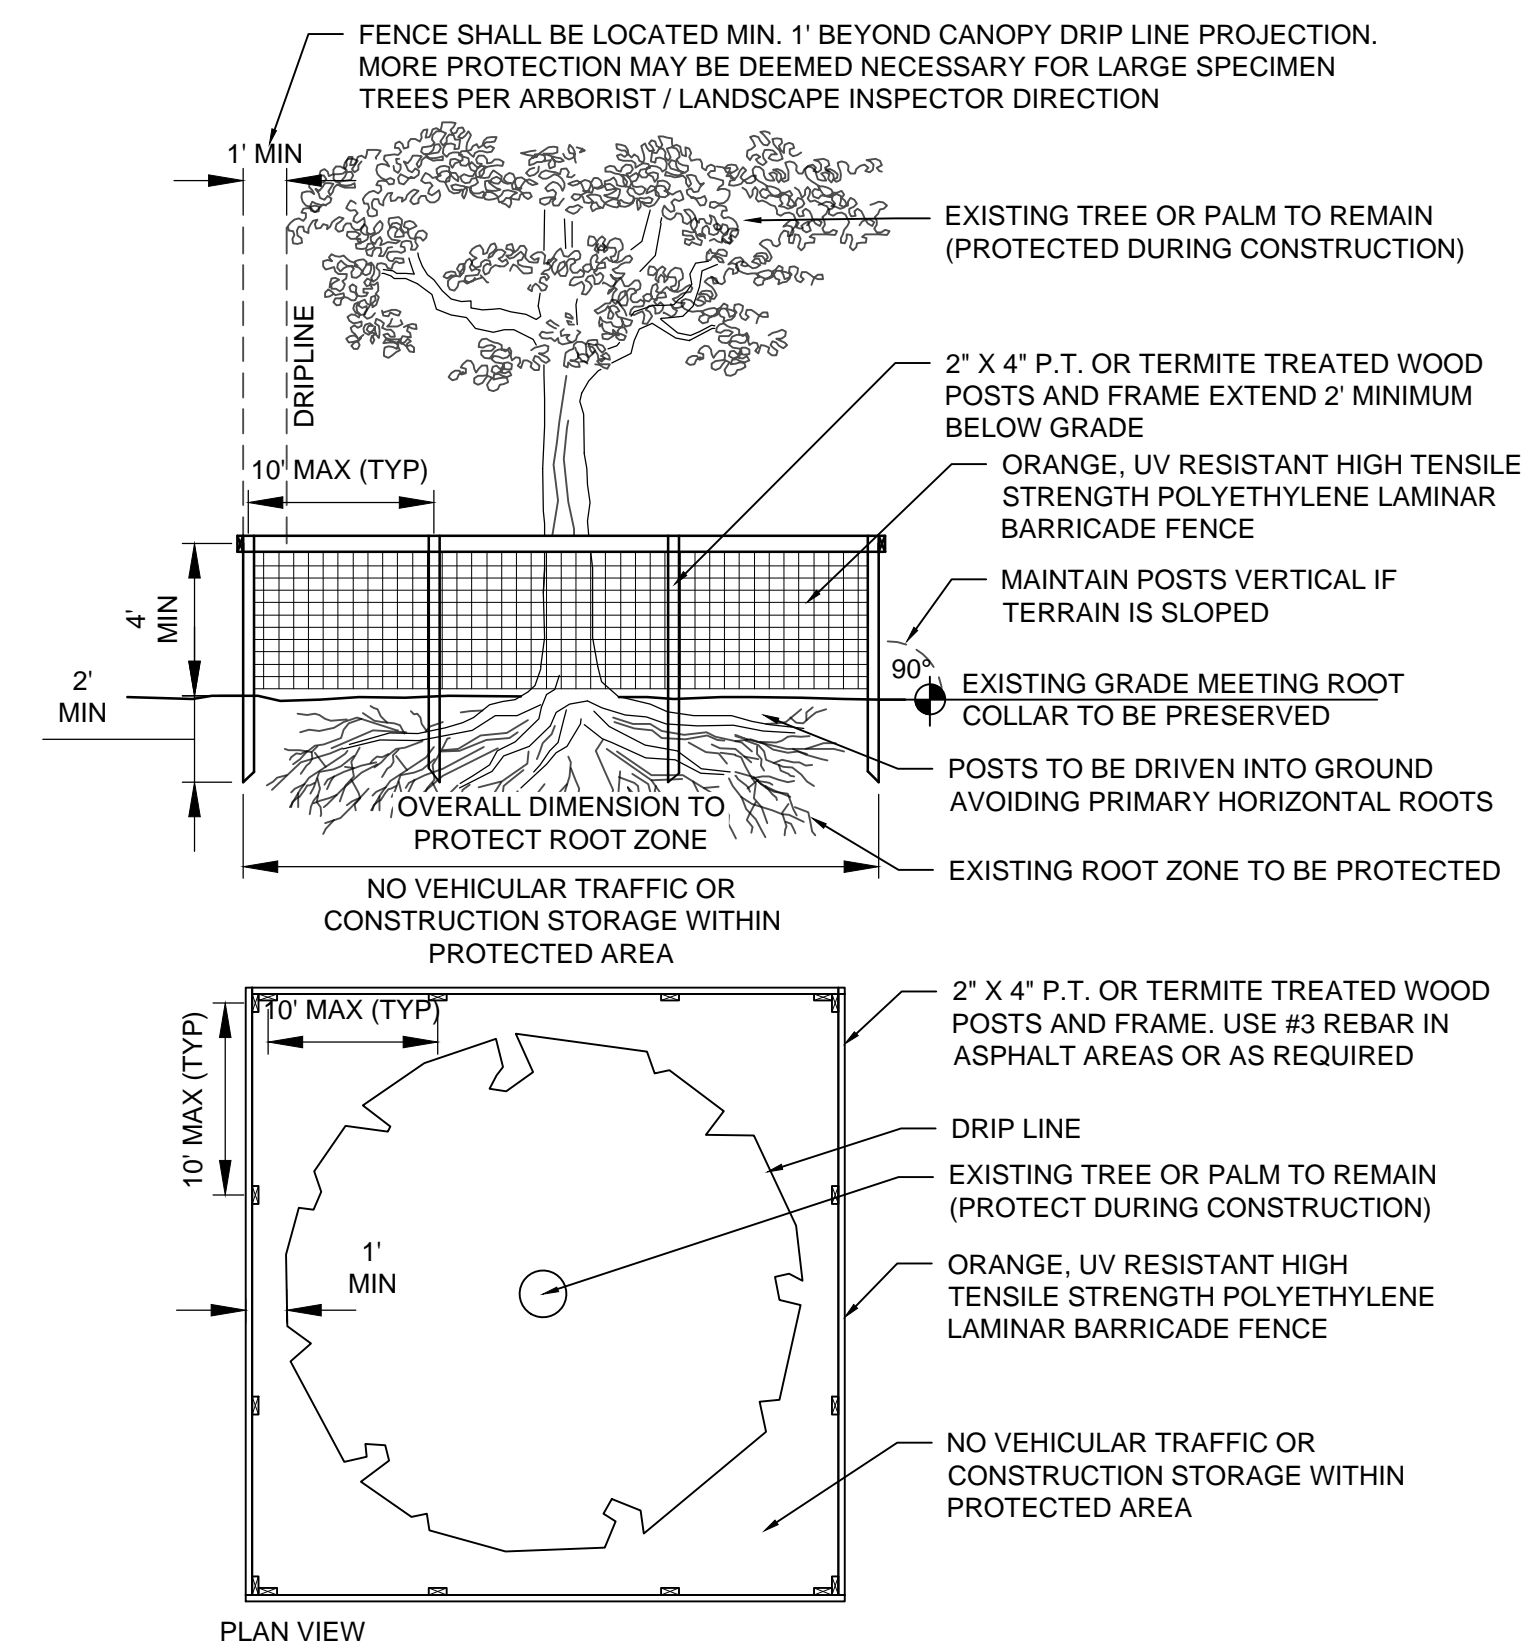 FENCE SHALL BE LOCATED MIN. 1' BEYOND CANOPY DRIP LINE PROJECTION.
MORE PROTECTION MAY BE DEEMED NECESSARY FOR LARGE SPECIMEN
TREES PER ARBORIST / LANDSCAPE INSPECTOR DIRECTION
1' MIN
EXISTING TREE OR PALM TO REMAIN
(PROTECTED DURING CONSTRUCTION)
DRIPLINE
2" X 4" P.T. OR TERMITE TREATED WOOD
POSTS AND FRAME EXTEND 2' MINIMUM
BELOW GRADE
10' MAX (TYP)
ORANGE, UV RESISTANT HIGH TENSILE
STRENGTH POLYETHYLENE LAMINAR
BARRICADE FENCE
4'
MIN
MAINTAIN POSTS VERTICAL IF
TERRAIN IS SLOPED
90°
2'
MIN
EXISTING GRADE MEETING ROOT
COLLAR TO BE PRESERVED
POSTS TO BE DRIVEN INTO GROUND
AVOIDING PRIMARY HORIZONTAL ROOTS
OVERALL DIMENSION TO
PROTECT ROOT ZONE
EXISTING ROOT ZONE TO BE PROTECTED
NO VEHICULAR TRAFFIC OR
CONSTRUCTION STORAGE WITHIN
PROTECTED AREA
10' MAX (TYP)
10' MAX (TYP)
2" X 4" P.T. OR TERMITE TREATED WOOD
POSTS AND FRAME. USE #3 REBAR IN
ASPHALT AREAS OR AS REQUIRED
DRIP LINE
EXISTING TREE OR PALM TO REMAIN
(PROTECT DURING CONSTRUCTION)
1'
MIN
ORANGE, UV RESISTANT HIGH
TENSILE STRENGTH POLYETHYLENE
LAMINAR BARRICADE FENCE
NO VEHICULAR TRAFFIC OR
CONSTRUCTION STORAGE WITHIN
PROTECTED AREA
PLAN VIEW